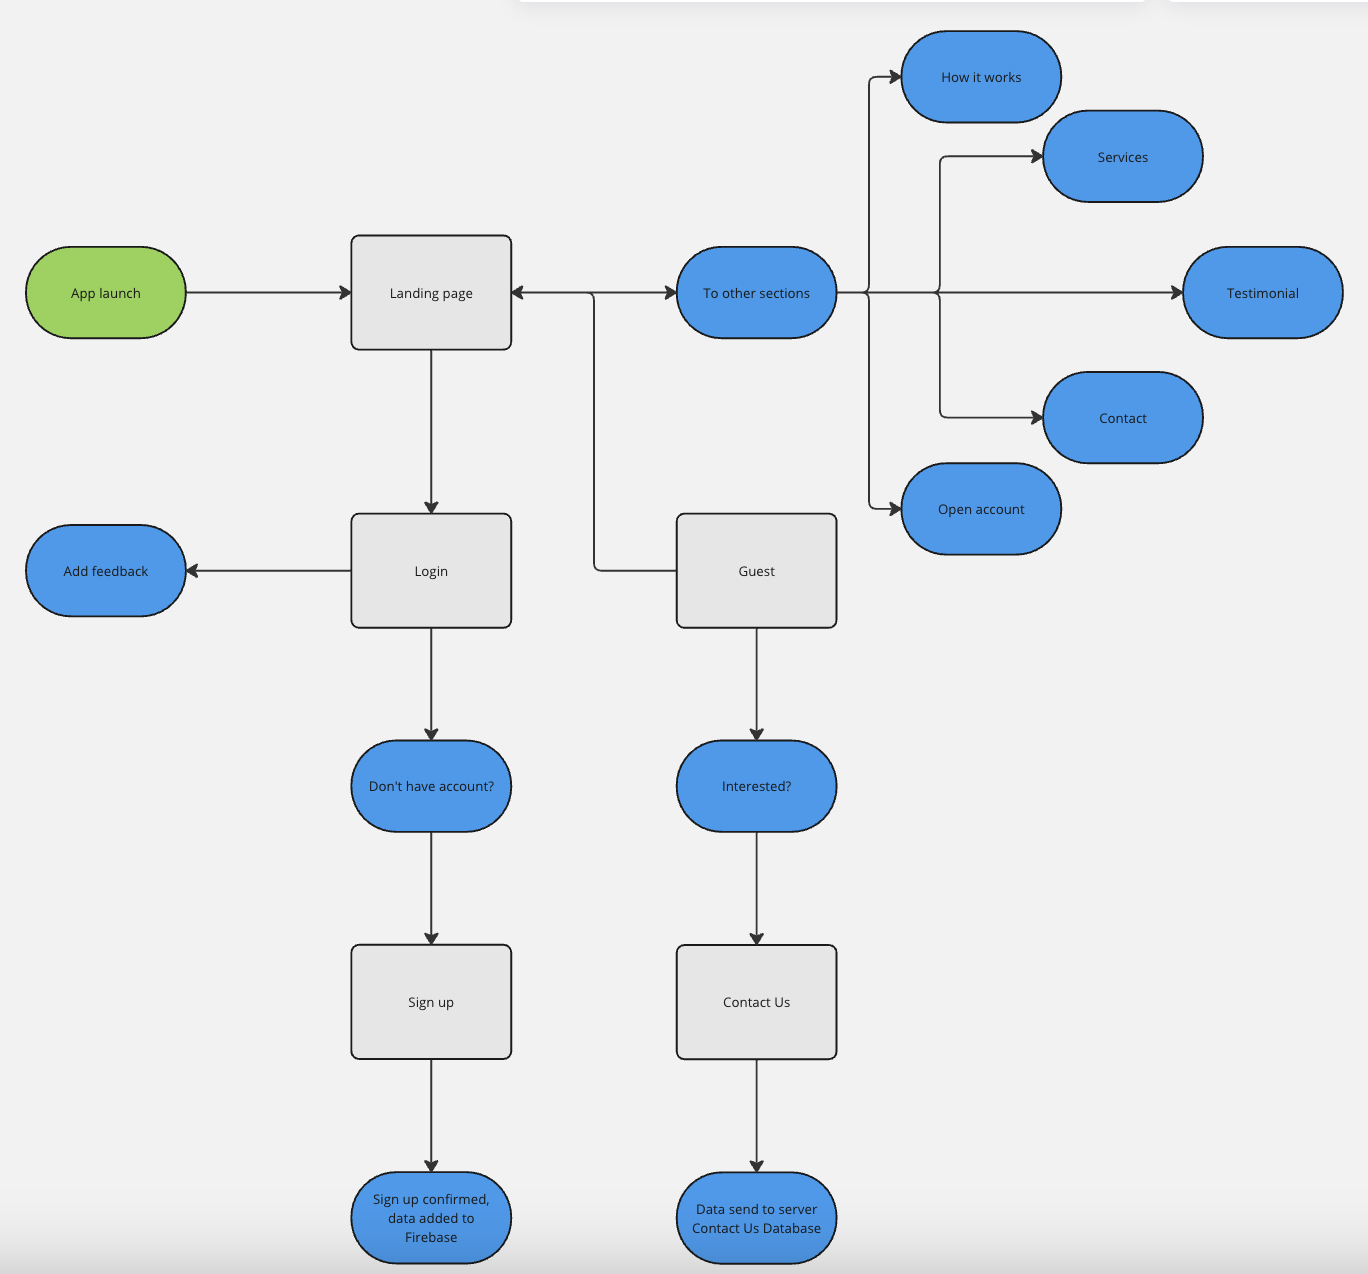 How it works
Services
App launch
Landing page
To other sections
Testimonial
Contact
Open account
Add feedback
Login
Guest
Don't have account?
Interested?
Sign up
Contact Us
Sign up confirmed,
data added to
Firebase
Data send to server
Contact Us Database